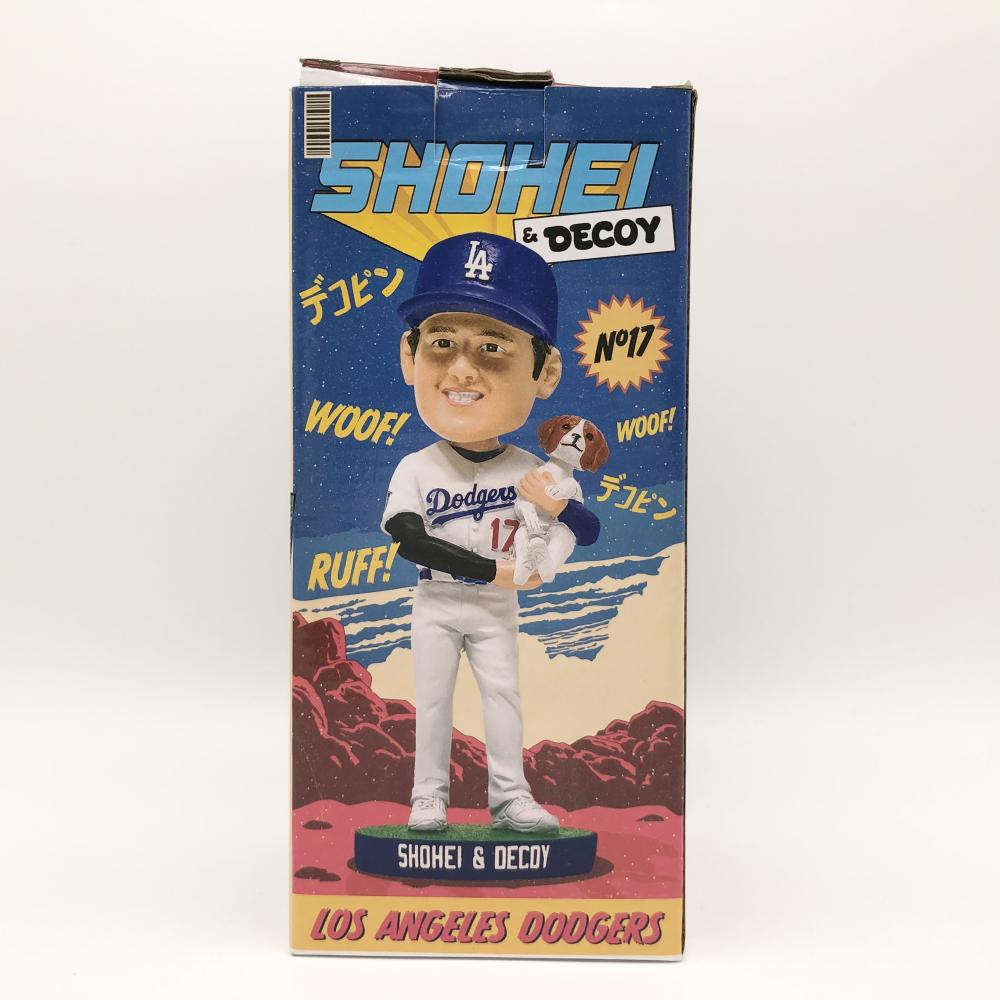 SHOHEI
& DECOY
LA
デコピン
Nº17
WOOF!
WOOF!
デコピン
Dodgers
17
RUFF!
SHOHEI & DECOY
LOS ANGELES DODGERS